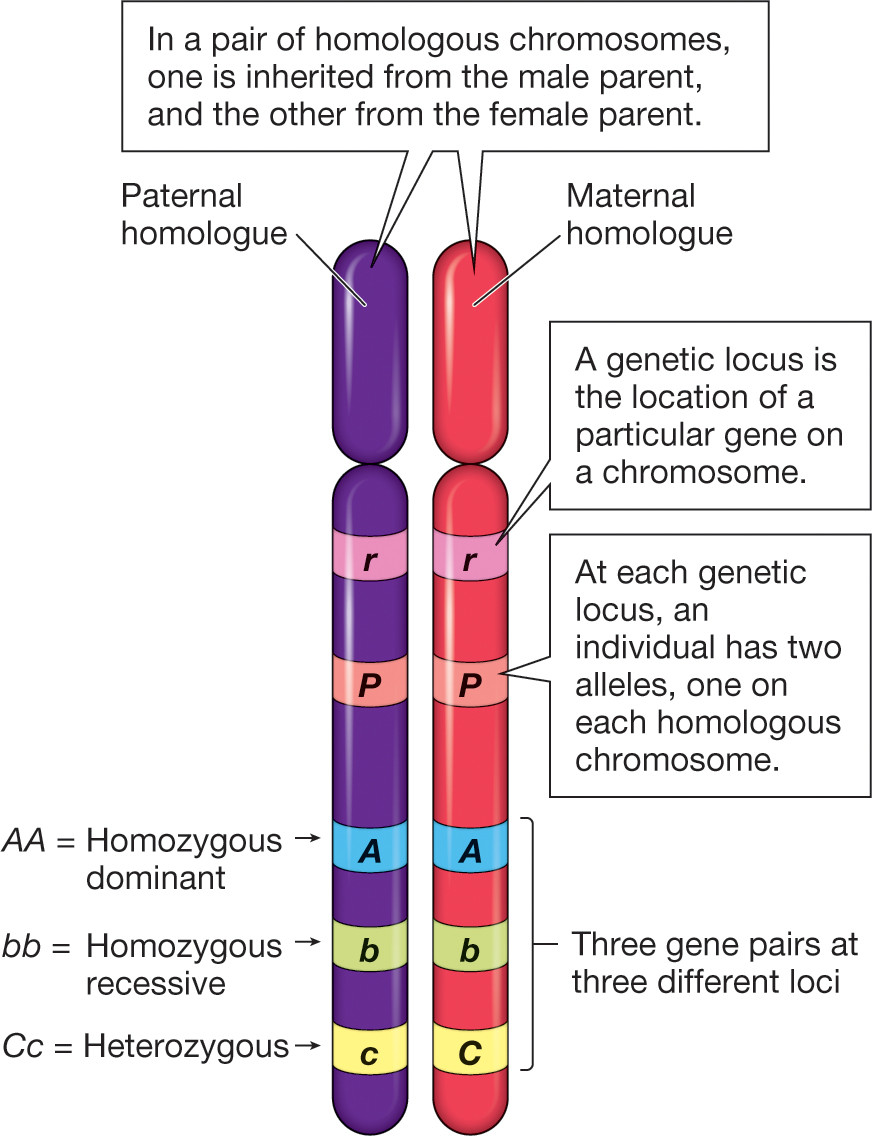 In a pair of homologous chromosomes,
one is inherited from the male parent,
and the other from the female parent.
Paternal
homologue
Maternal
homologue
A genetic locus is
the location of a
particular gene on
a chromosome.
r r
At each genetic
locus, an
individual has two
alleles, one on
each homologous
chromosome.
P P
AA = Homozygous
dominant
A A
bb = Homozygous
recessive
b b
Three gene pairs at
three different loci
Cc = Heterozygous
c C